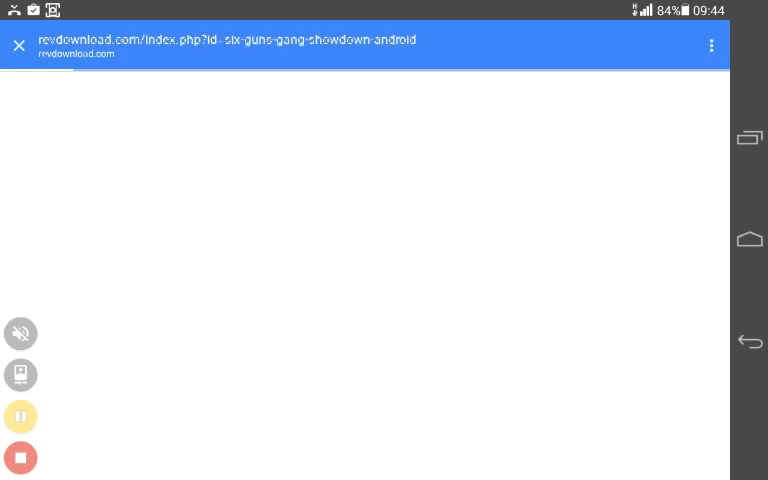 84% 09:44
revdownload.com/index.php?id=six-guns-gang-showdown-android
revdownload.com